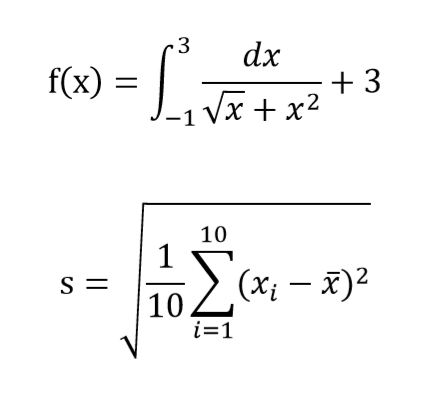 f(x) = ∫₋₁³ dx / (√x + x²) + 3
s = √((1/10) ∑ᵢ₌₁¹⁰ (xᵢ − x̄)²)